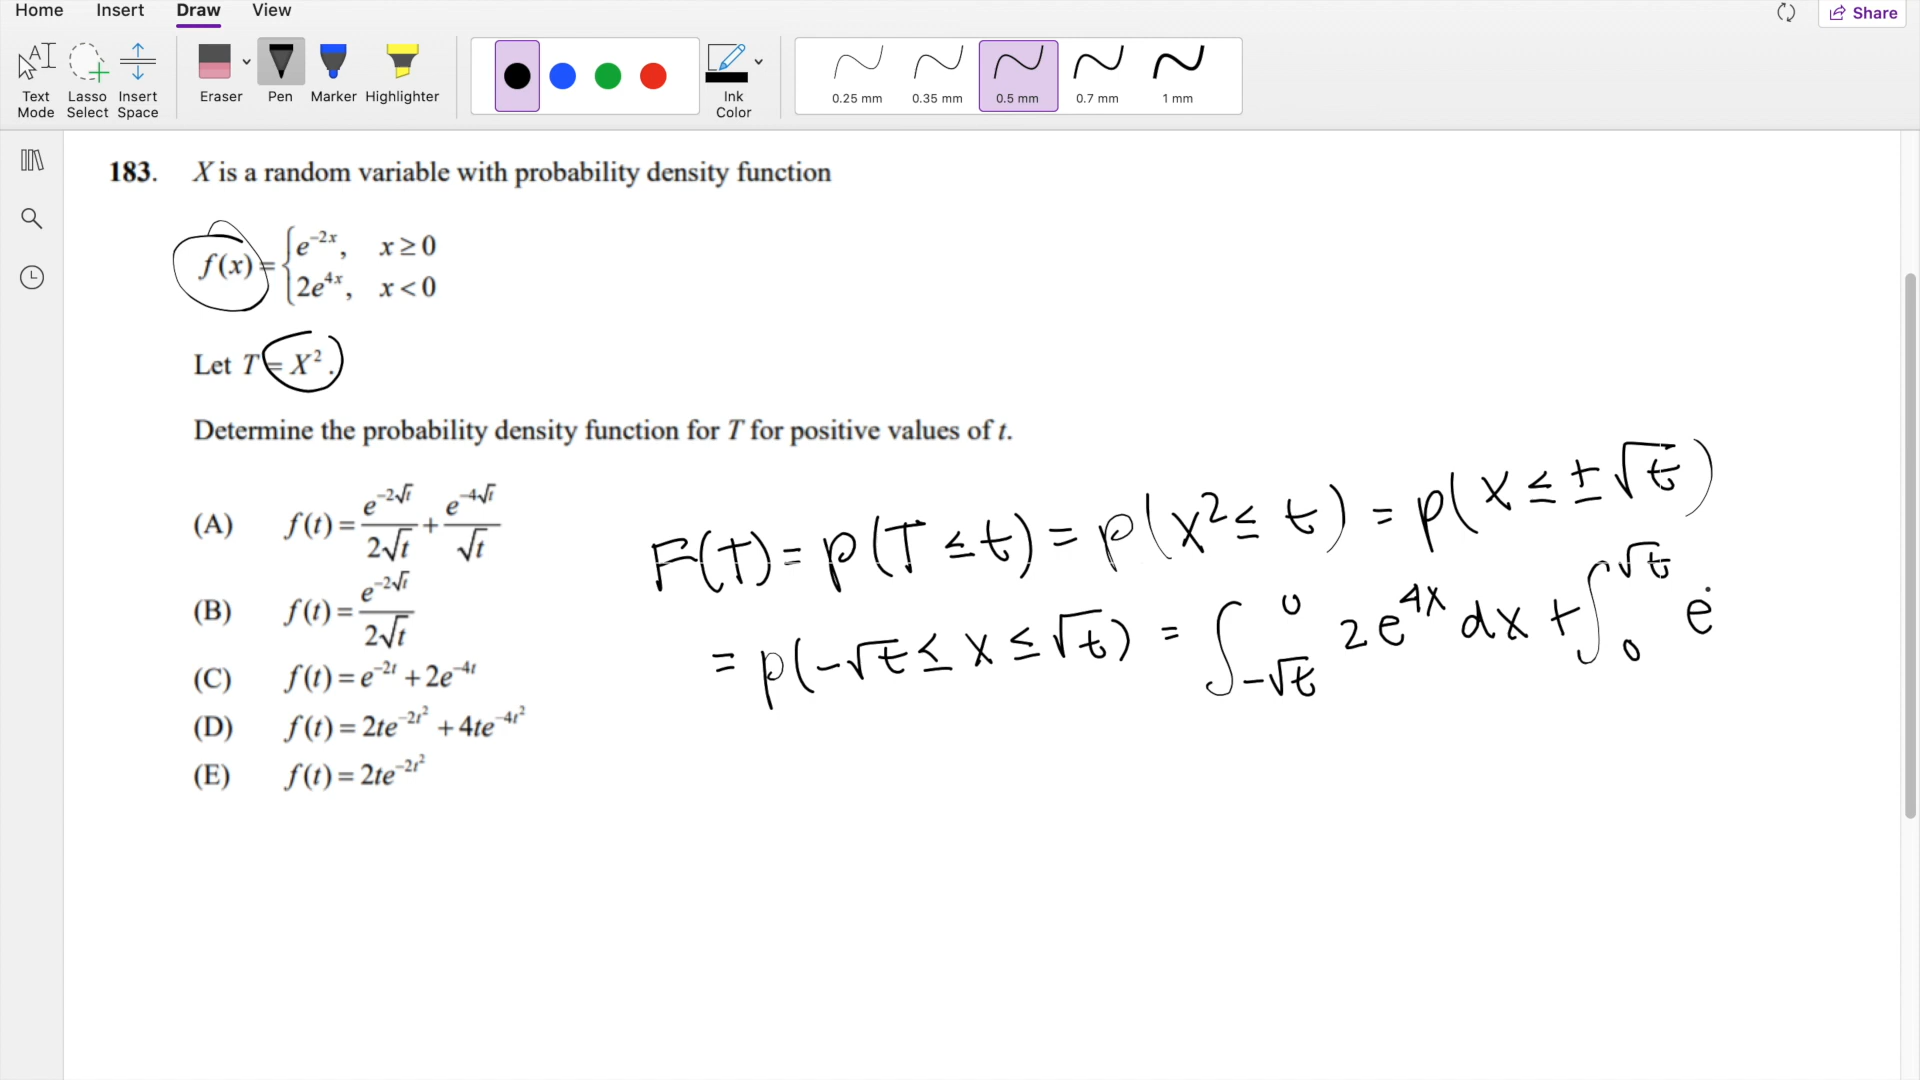 Home Insert Draw View
Share
Text Mode Lasso Select Insert Space Eraser Pen Marker Highlighter Ink Color 0.25 mm 0.35 mm 0.5 mm 0.7 mm 1 mm
183. X is a random variable with probability density function
f(x) = { e^{-2x}, x ≥ 0
2e^{4x}, x < 0
Let T = X².
Determine the probability density function for T for positive values of t.
(A) f(t) = e^{-2√t}/(2√t) + e^{-4√t}/√t
(B) f(t) = e^{-2√t}/(2√t)
(C) f(t) = e^{-2t} + 2e^{-4t}
(D) f(t) = 2te^{-2t²} + 4te^{-4t²}
(E) f(t) = 2te^{-2t²}
F(T) = p(T ≤ t) = p(x² ≤ t) = p(x ≤ ±√t)
= p(-√t ≤ x ≤ √t) = ∫_{-√t}^{0} 2e^{4x} dx + ∫_{0}^{√t} e